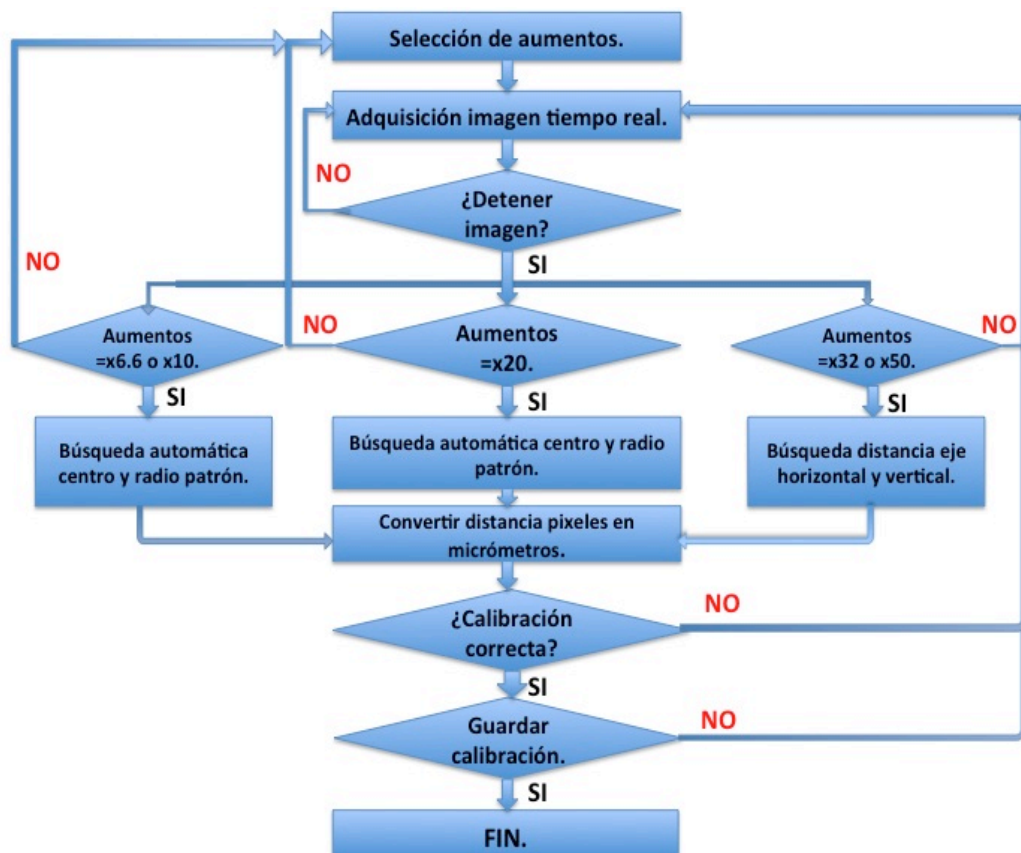 Selección de aumentos.
Adquisición imagen tiempo real.
NO
¿Detener
imagen?
SI
NO
Aumentos
=x6.6 o x10.
SI
NO
Aumentos
=x20.
SI
Aumentos
=x32 o x50.
NO
SI
Búsqueda automática
centro y radio patrón.
Búsqueda automática centro y radio
patrón.
Búsqueda distancia eje
horizontal y vertical.
Convertir distancia pixeles en
micrómetros.
¿Calibración
correcta?
NO
SI
Guardar
calibración.
NO
SI
FIN.